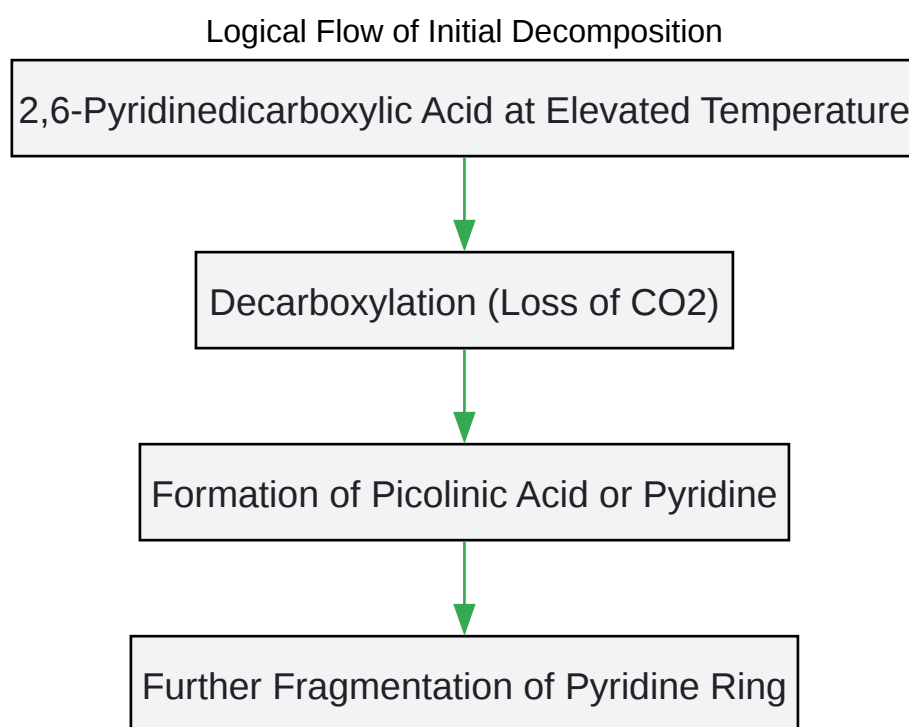 Logical Flow of Initial Decomposition
2,6-Pyridinedicarboxylic Acid at Elevated Temperature
Decarboxylation (Loss of CO2)
Formation of Picolinic Acid or Pyridine
Further Fragmentation of Pyridine Ring